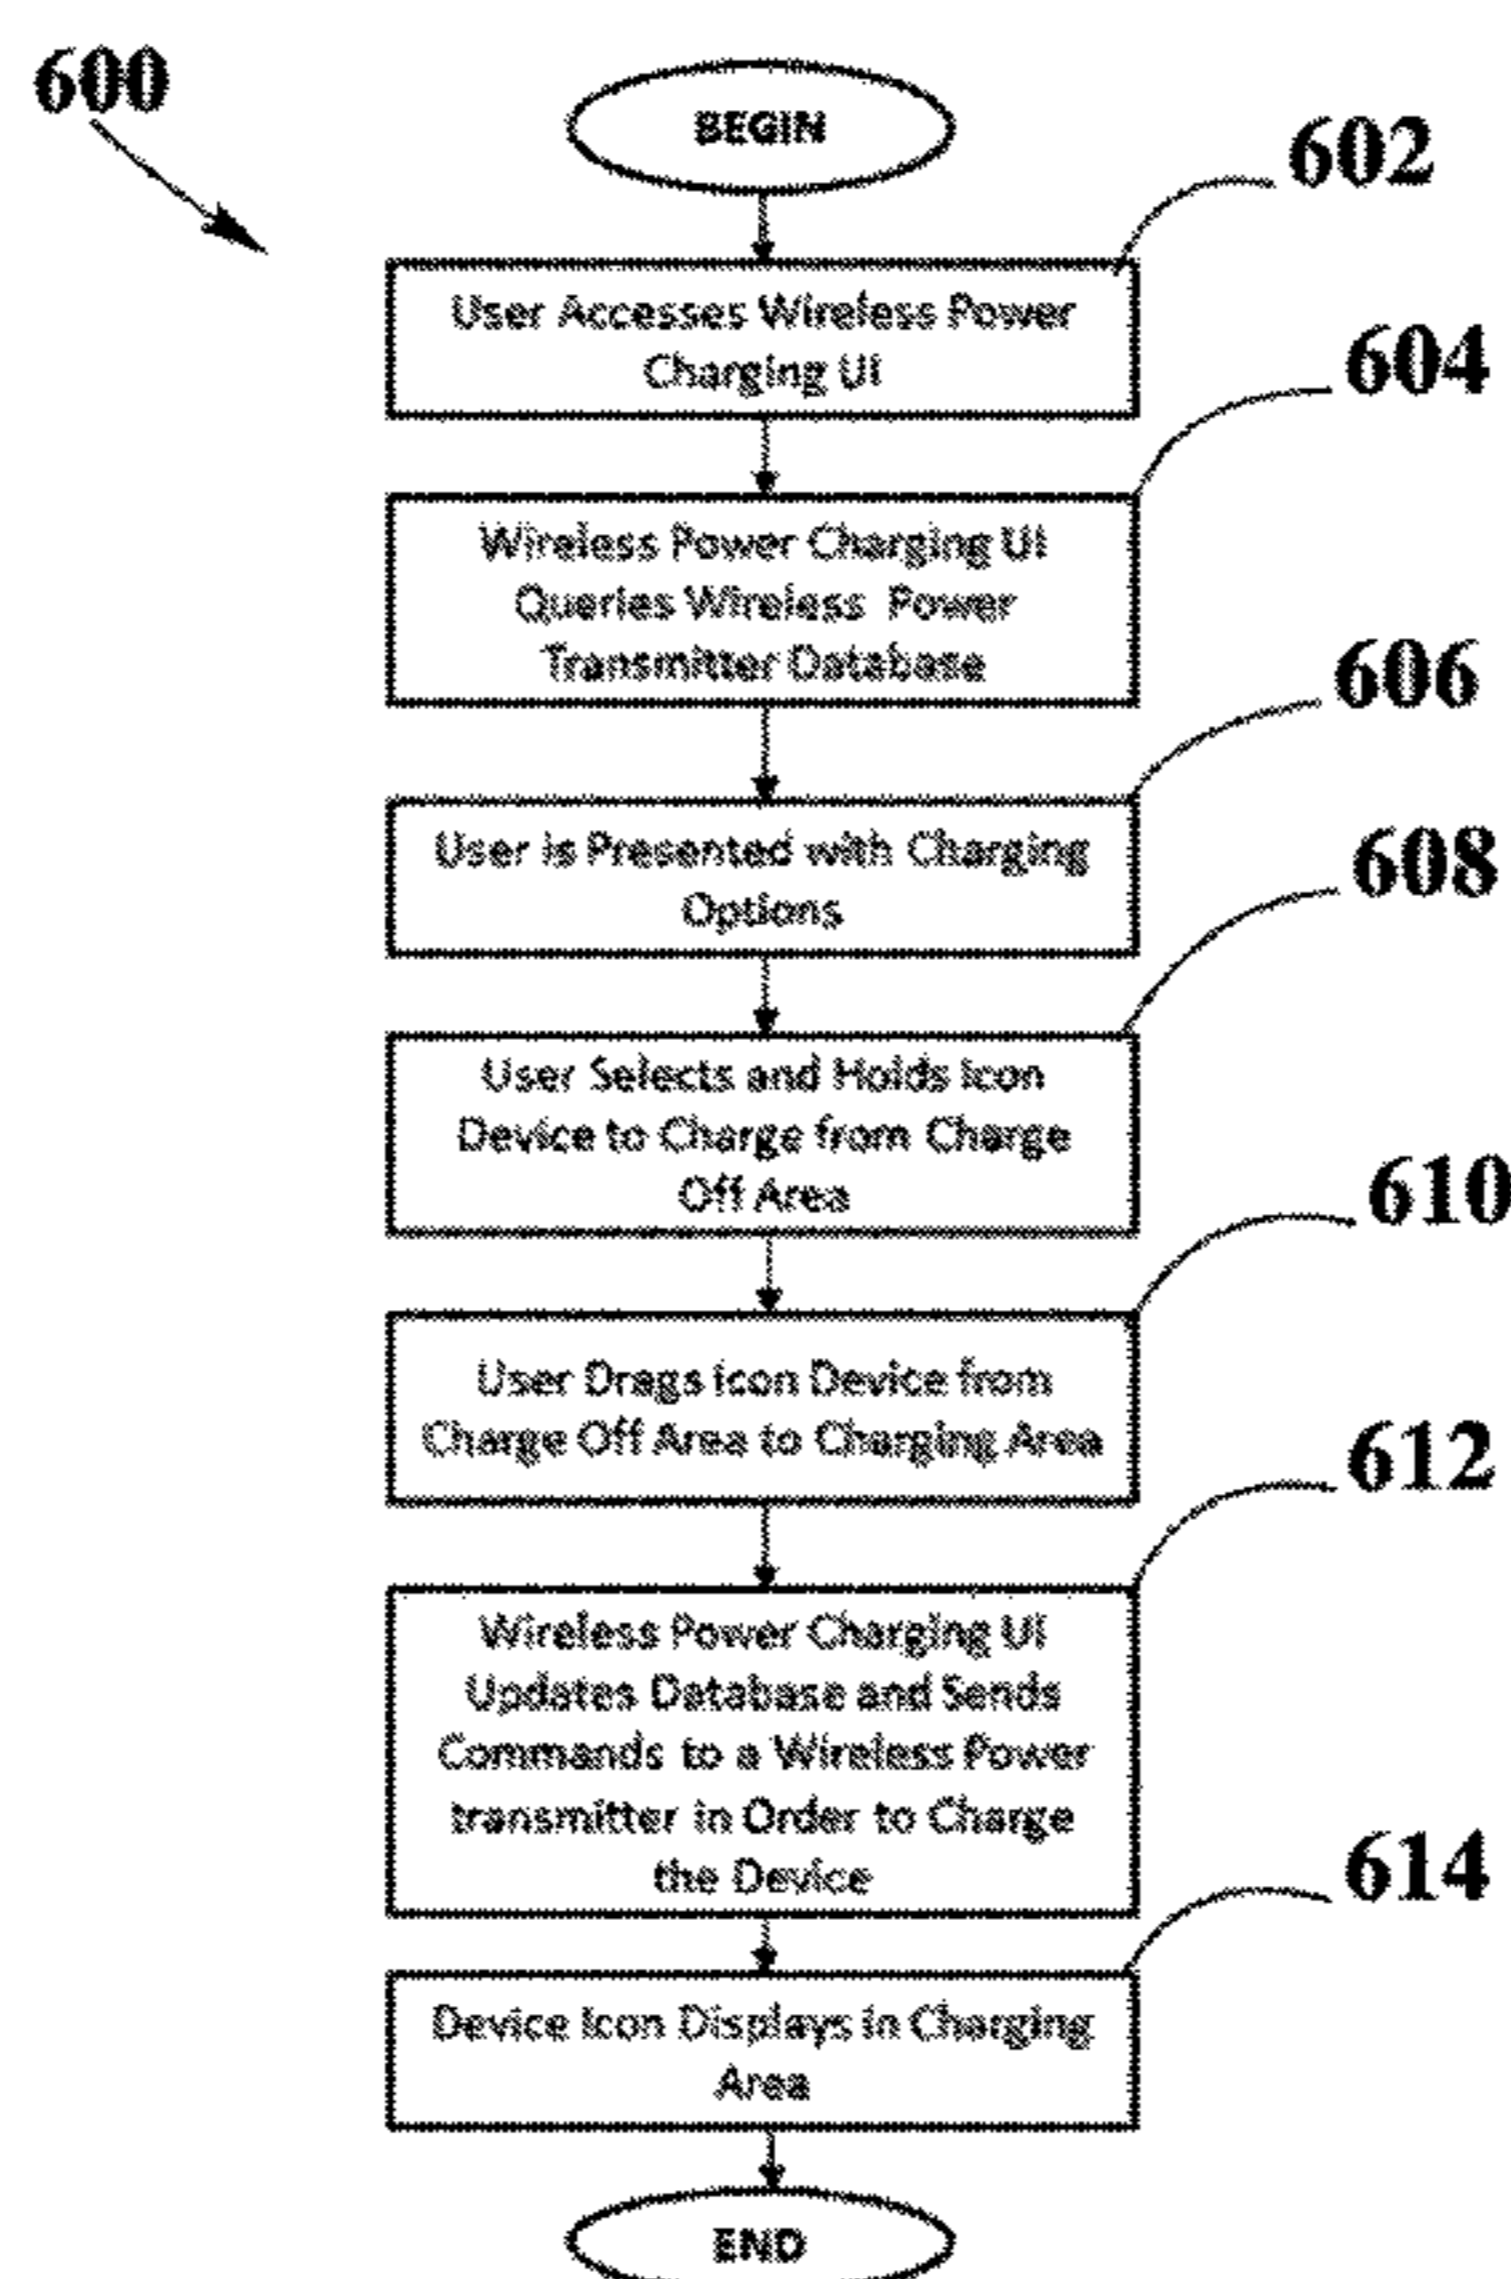 600
BEGIN
602
User Accesses Wireless Power
Charging UI
604
Wireless Power Charging UI
Queries Wireless Power
Transmitter Database
606
User is Presented with Charging
Options
608
User Selects and Holds Icon
Device to Charge from Charge
Off Area
610
User Drags Icon Device from
Charge Off Area to Charging Area
612
Wireless Power Charging UI
Updates Database and Sends
Commands to a Wireless Power
transmitter in Order to Charge
the Device
614
Device Icon Displays in Charging
Area
END